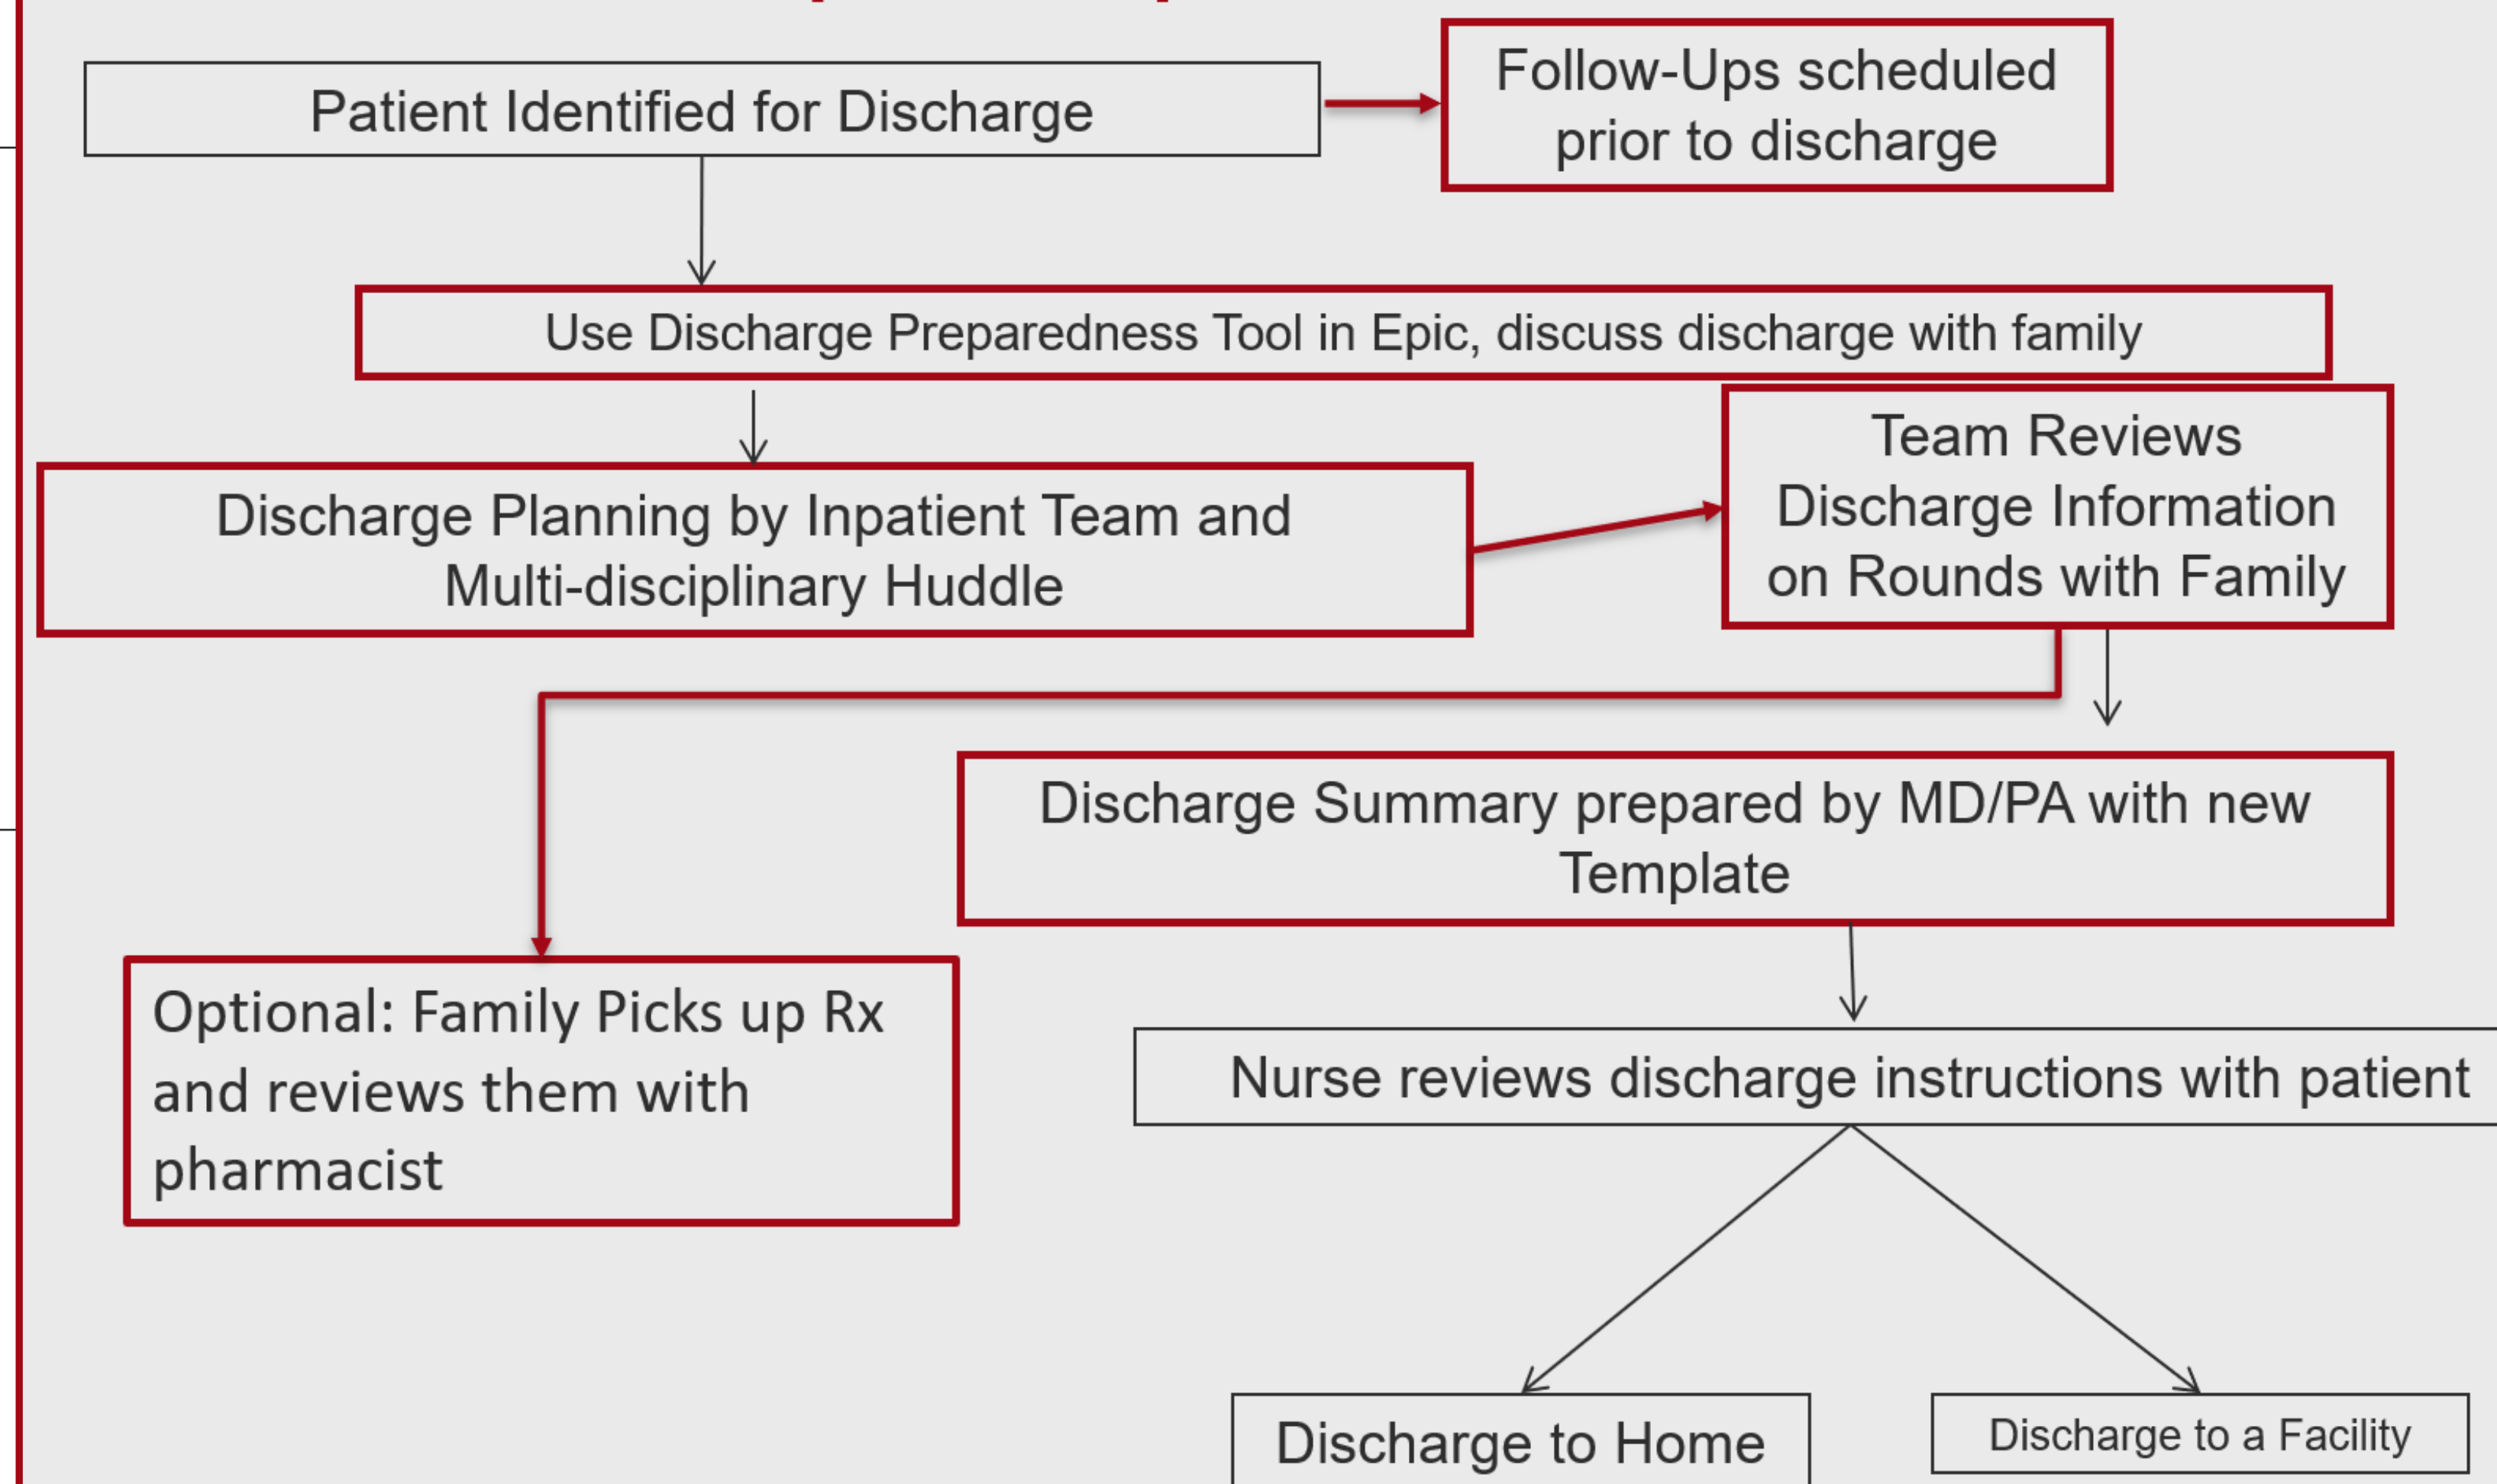 Patient Identified for Discharge
Follow-Ups scheduled
prior to discharge
Use Discharge Preparedness Tool in Epic, discuss discharge with family
Discharge Planning by Inpatient Team and
Multi-disciplinary Huddle
Team Reviews
Discharge Information
on Rounds with Family
Discharge Summary prepared by MD/PA with new
Template
Optional: Family Picks up Rx
and reviews them with
pharmacist
Nurse reviews discharge instructions with patient
Discharge to Home
Discharge to a Facility